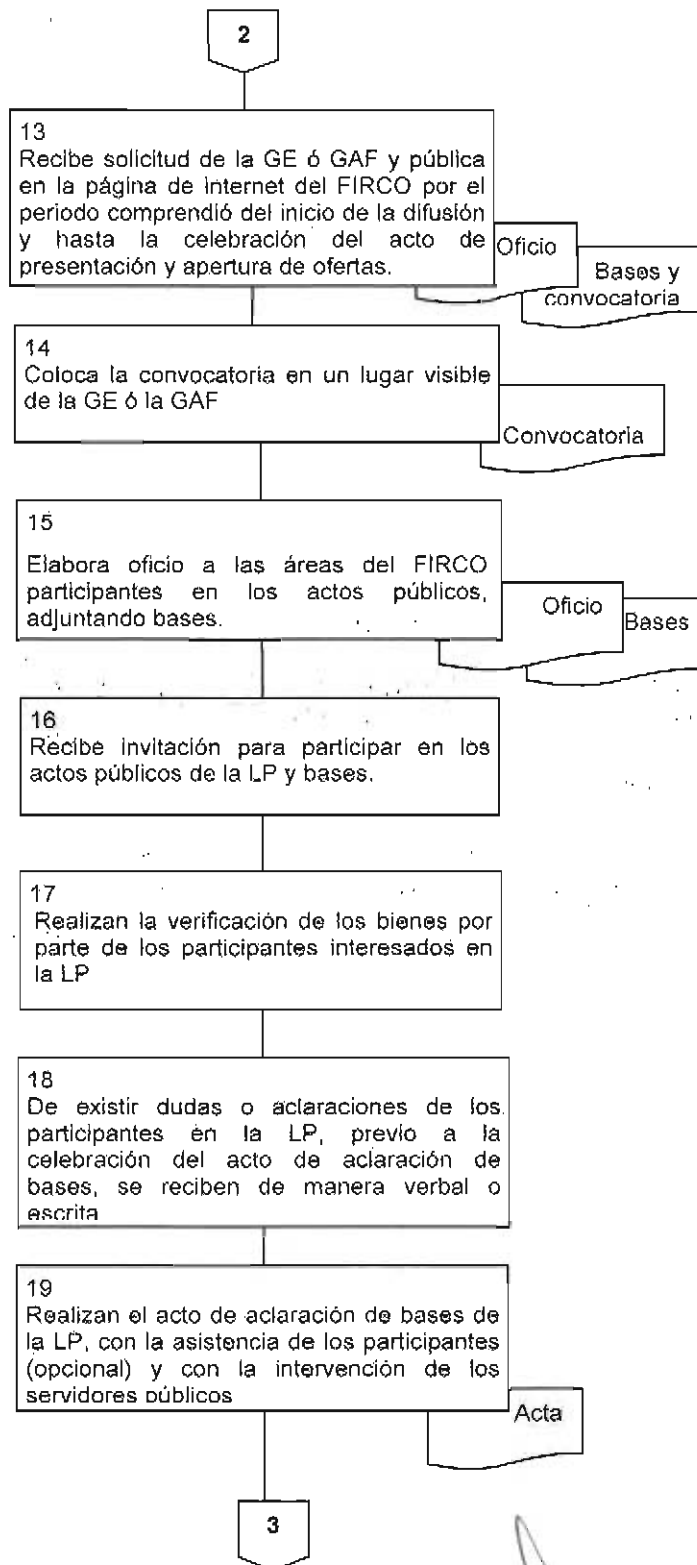 2
13
Recibe solicitud de la GE ó GAF y pública
en la página de internet del FIRCO por el
periodo comprendió del inicio de la difusión
y hasta la celebración del acto de
presentación y apertura de ofertas.
Oficio
Bases y
convocatoria
14
Coloca la convocatoria en un lugar visible
de la GE ó la GAF
Convocatoria
15
Elabora oficio a las áreas del FIRCO
participantes en los actos públicos,
adjuntando bases.
Oficio
Bases
16
Recibe invitación para participar en los
actos públicos de la LP y bases.
17
Realizan la verificación de los bienes por
parte de los participantes interesados en
la LP
18
De existir dudas o aclaraciones de los
participantes en la LP, previo a la
celebración del acto de aclaración de
bases, se reciben de manera verbal o
escrita
19
Realizan el acto de aclaración de bases de
la LP, con la asistencia de los participantes
(opcional) y con la intervención de los
servidores públicos
Acta
3